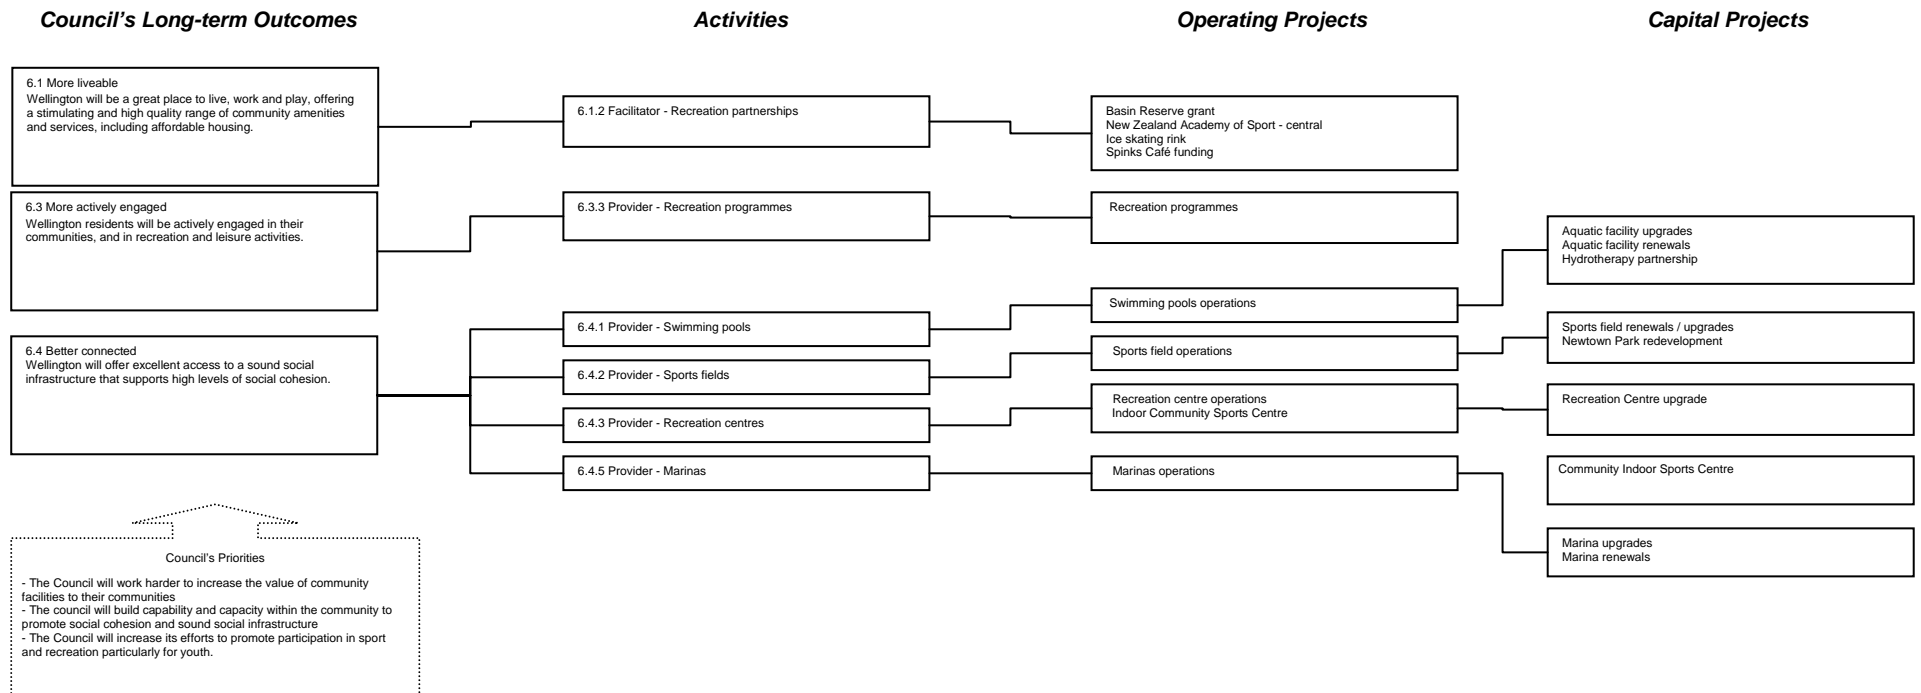 Council's Long-term Outcomes
Activities
Operating Projects
Capital Projects
6.1 More liveable
Wellington will be a great place to live, work and play, offering
a stimulating and high quality range of community amenities
and services, including affordable housing.
6.1.2 Facilitator - Recreation partnerships
Basin Reserve grant
New Zealand Academy of Sport - central
Ice skating rink
Spinks Café funding
6.3 More actively engaged
Wellington residents will be actively engaged in their
communities, and in recreation and leisure activities.
6.3.3 Provider - Recreation programmes
Recreation programmes
6.4 Better connected
Wellington will offer excellent access to a sound social
infrastructure that supports high levels of social cohesion.
6.4.1 Provider - Swimming pools
Swimming pools operations
Aquatic facility upgrades
Aquatic facility renewals
Hydrotherapy partnership
6.4.2 Provider - Sports fields
Sports field operations
Sports field renewals / upgrades
Newtown Park redevelopment
6.4.3 Provider - Recreation centres
Recreation centre operations
Indoor Community Sports Centre
Recreation Centre upgrade
Community Indoor Sports Centre
6.4.5 Provider - Marinas
Marinas operations
Marina upgrades
Marina renewals
Council's Priorities
- The Council will work harder to increase the value of community
facilities to their communities
- The council will build capability and capacity within the community to
promote social cohesion and sound social infrastructure
- The Council will increase its efforts to promote participation in sport
and recreation particularly for youth.